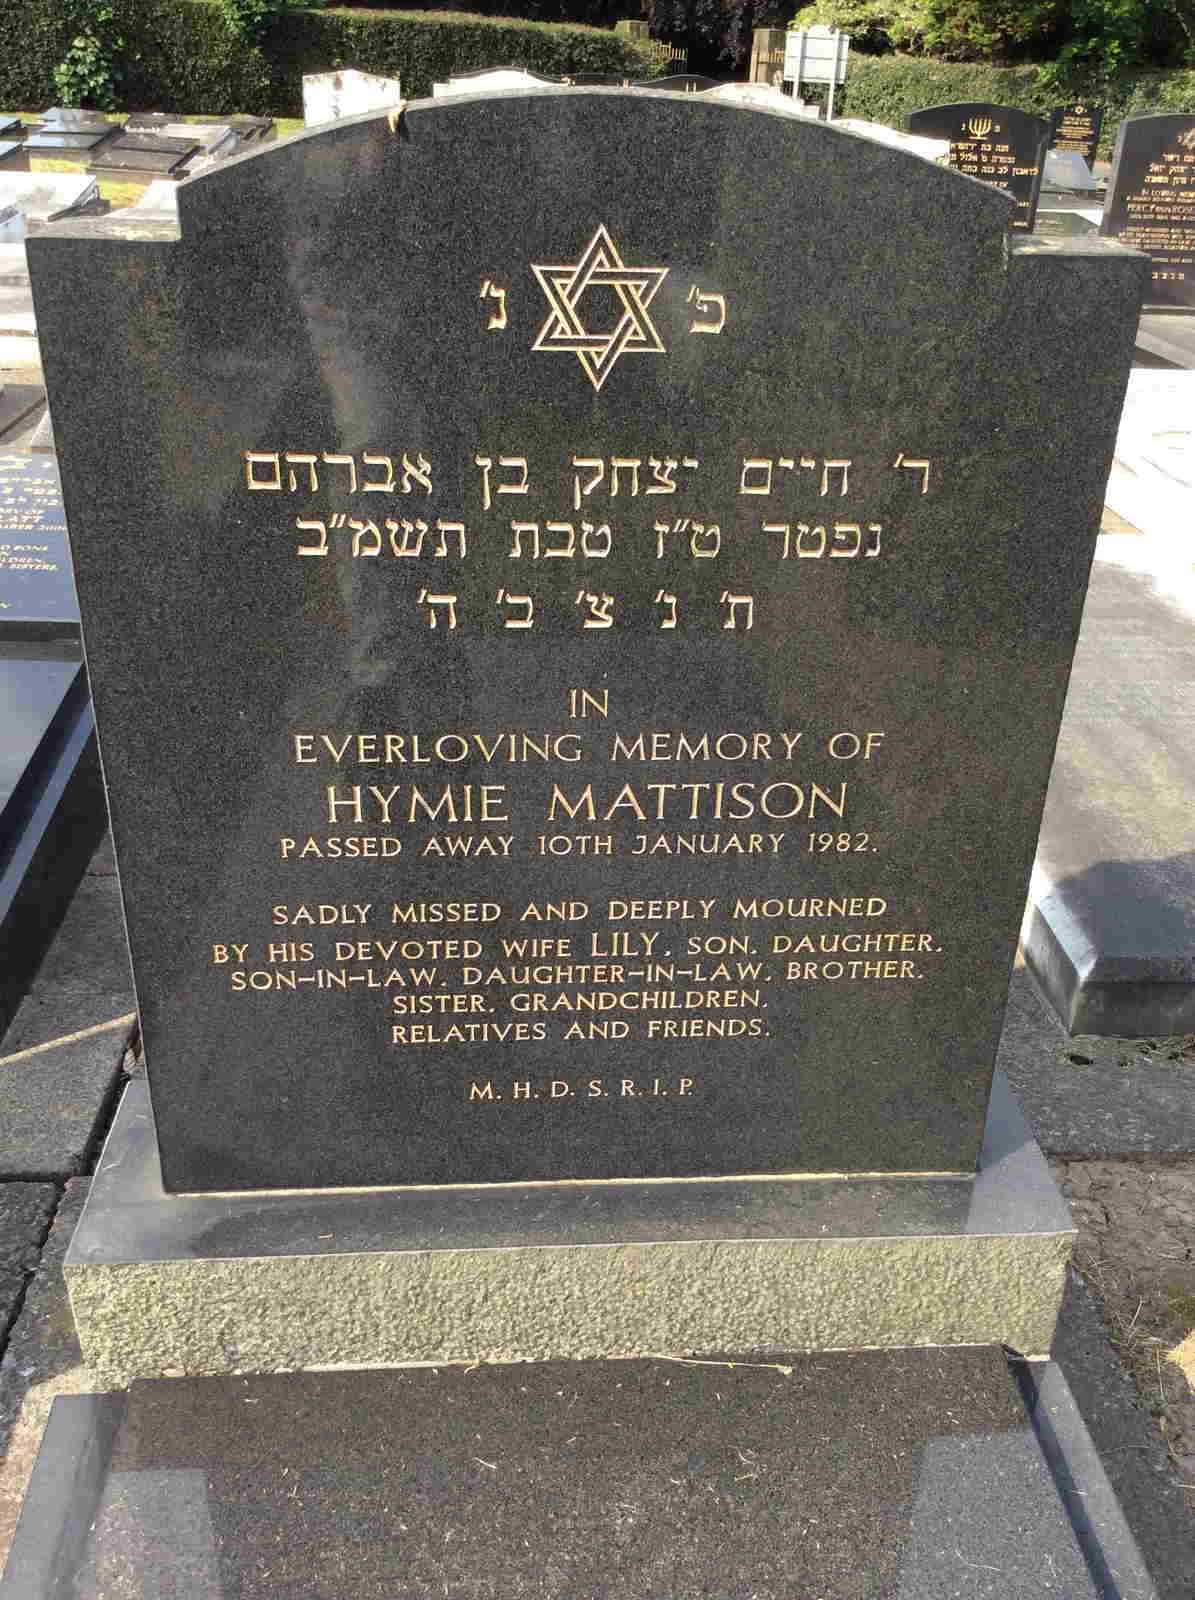 פ' נ'
ר' חיים יצחק בן אברהם
נפטר ט"ז טבת תשמ"ב
ת' נ' צ' ב' ה'
IN
EVERLOVING MEMORY OF
HYMIE MATTISON
PASSED AWAY 10TH JANUARY 1982.
SADLY MISSED AND DEEPLY MOURNED
BY HIS DEVOTED WIFE LILY, SON, DAUGHTER,
SON-IN-LAW, DAUGHTER-IN-LAW, BROTHER,
SISTER, GRANDCHILDREN,
RELATIVES AND FRIENDS.
M. H. D. S. R. I. P.